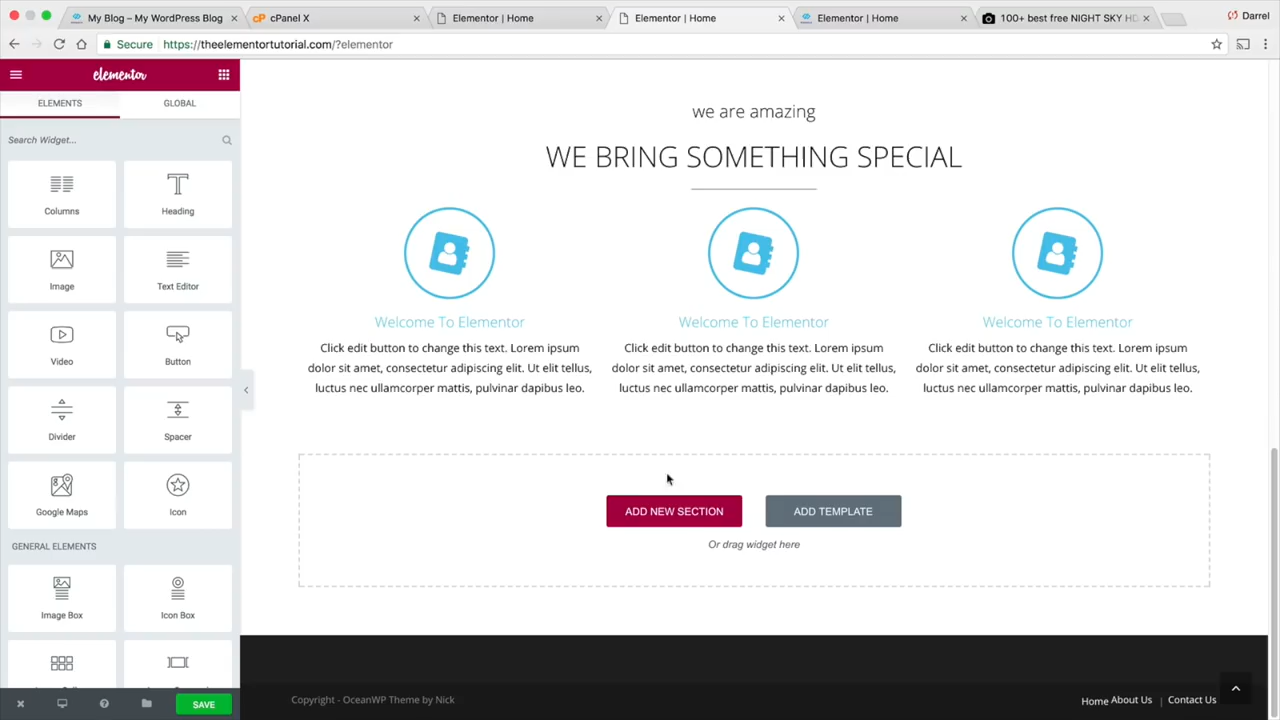 My Blog – My WordPress Blog
cPanel X
Elementor | Home
Elementor | Home
Elementor | Home
100+ best free NIGHT SKY HD
Darrel
Secure
https://theelementortutorial.com/?elementor
elementor
ELEMENTS
GLOBAL
Search Widget...
Columns
Heading
Image
Text Editor
Video
Button
Divider
Spacer
Google Maps
Icon
GENERAL ELEMENTS
Image Box
Icon Box
SAVE
we are amazing
WE BRING SOMETHING SPECIAL
Welcome To Elementor
Click edit button to change this text. Lorem ipsum
dolor sit amet, consectetur adipiscing elit. Ut elit tellus,
luctus nec ullamcorper mattis, pulvinar dapibus leo.
Welcome To Elementor
Click edit button to change this text. Lorem ipsum
dolor sit amet, consectetur adipiscing elit. Ut elit tellus,
luctus nec ullamcorper mattis, pulvinar dapibus leo.
Welcome To Elementor
Click edit button to change this text. Lorem ipsum
dolor sit amet, consectetur adipiscing elit. Ut elit tellus,
luctus nec ullamcorper mattis, pulvinar dapibus leo.
ADD NEW SECTION
ADD TEMPLATE
Or drag widget here
Copyright - OceanWP Theme by Nick
Home About Us | Contact Us